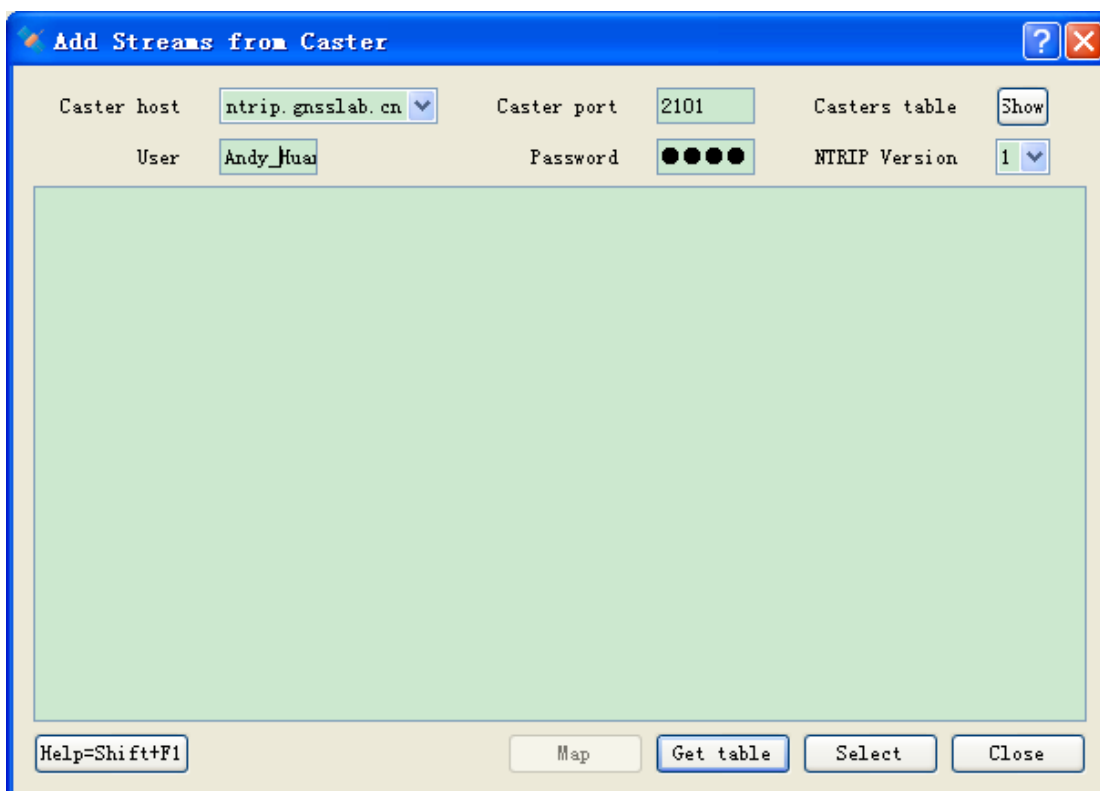 Add Streams from Caster
Caster host ntrip.gnsslab.cn Caster port 2101 Casters table Show
User Andy_Hua Password ●●●● NTRIP Version 1
Help=Shift+F1 Map Get table Select Close